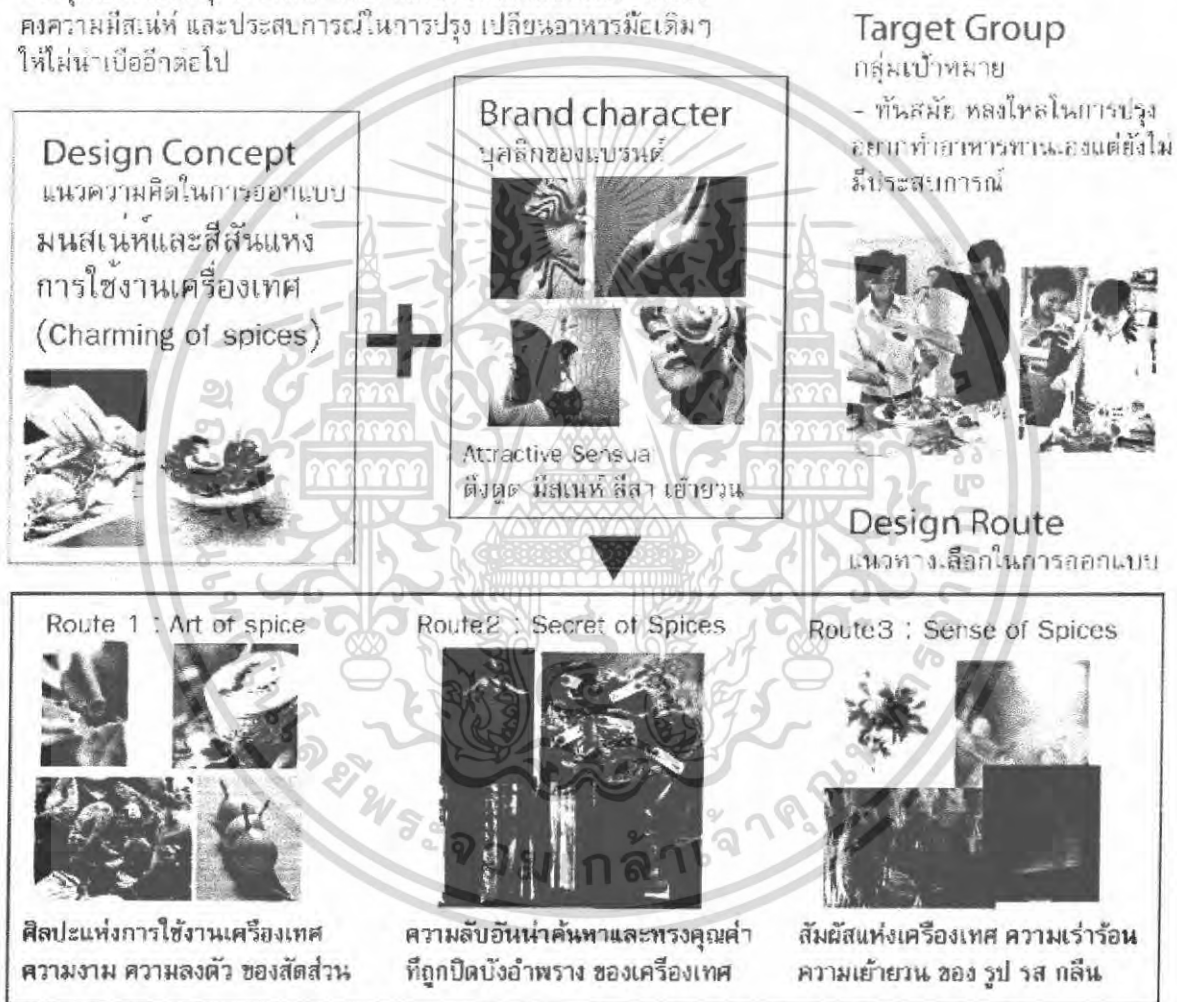 คงความมีสเน่ห์ และประสบการณ์ในการปรุง เปลี่ยนอาหารมื้อเดิมๆ
ให้ไม่น่าเบื่ออีกต่อไป
Design Concept
แนวความคิดในการออกแบบ
มนสเน่ห์และสีสันแห่ง
การใช้งานเครื่องเทศ
(Charming of spices)
+
Brand character
บุคลิกของแบรนด์
Attractive Sensua
ดึงดูด มีสเน่ห์ ลีลา เย้ายวน
Target Group
กลุ่มเป้าหมาย
- ทันสมัย หลงใหลในการปรุง
อยากทำอาหารทานเองแต่ยังไม่
มีประสบการณ์
Design Route
แนวทางเลือกในการออกแบบ
Route 1 : Art of spice
ศิลปะแห่งการใช้งานเครื่องเทศ
ความงาม ความลงตัว ของสัดส่วน
Route2 : Secret of Spices
ความลับอันน่าค้นหาและทรงคุณค่า
ที่ถูกปิดบังอำพราง ของเครื่องเทศ
Route3 : Sense of Spices
สัมผัสแห่งเครื่องเทศ ความเร่าร้อน
ความเย้ายวน ของ รูป รส กลิ่น